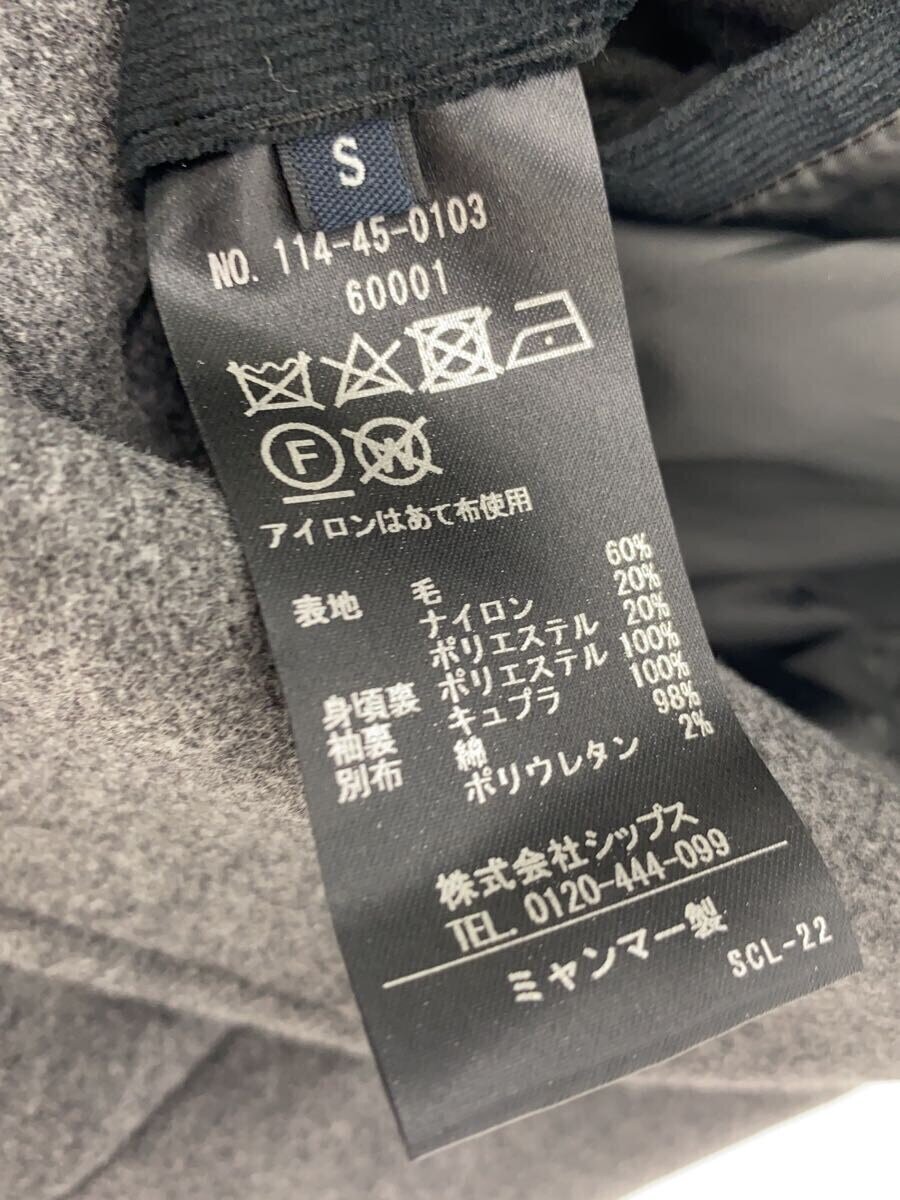 S
NO. 114-45-0103
60001
F W
アイロンはあて布使用
表地 毛 60%
ナイロン 20%
ポリエステル 20%
身頃裏 ポリエステル 100%
袖裏 キュプラ 100%
別布 綿 98%
ポリウレタン 2%
株式会社シップス
TEL. 0120-444-099
ミャンマー製
SCL-22